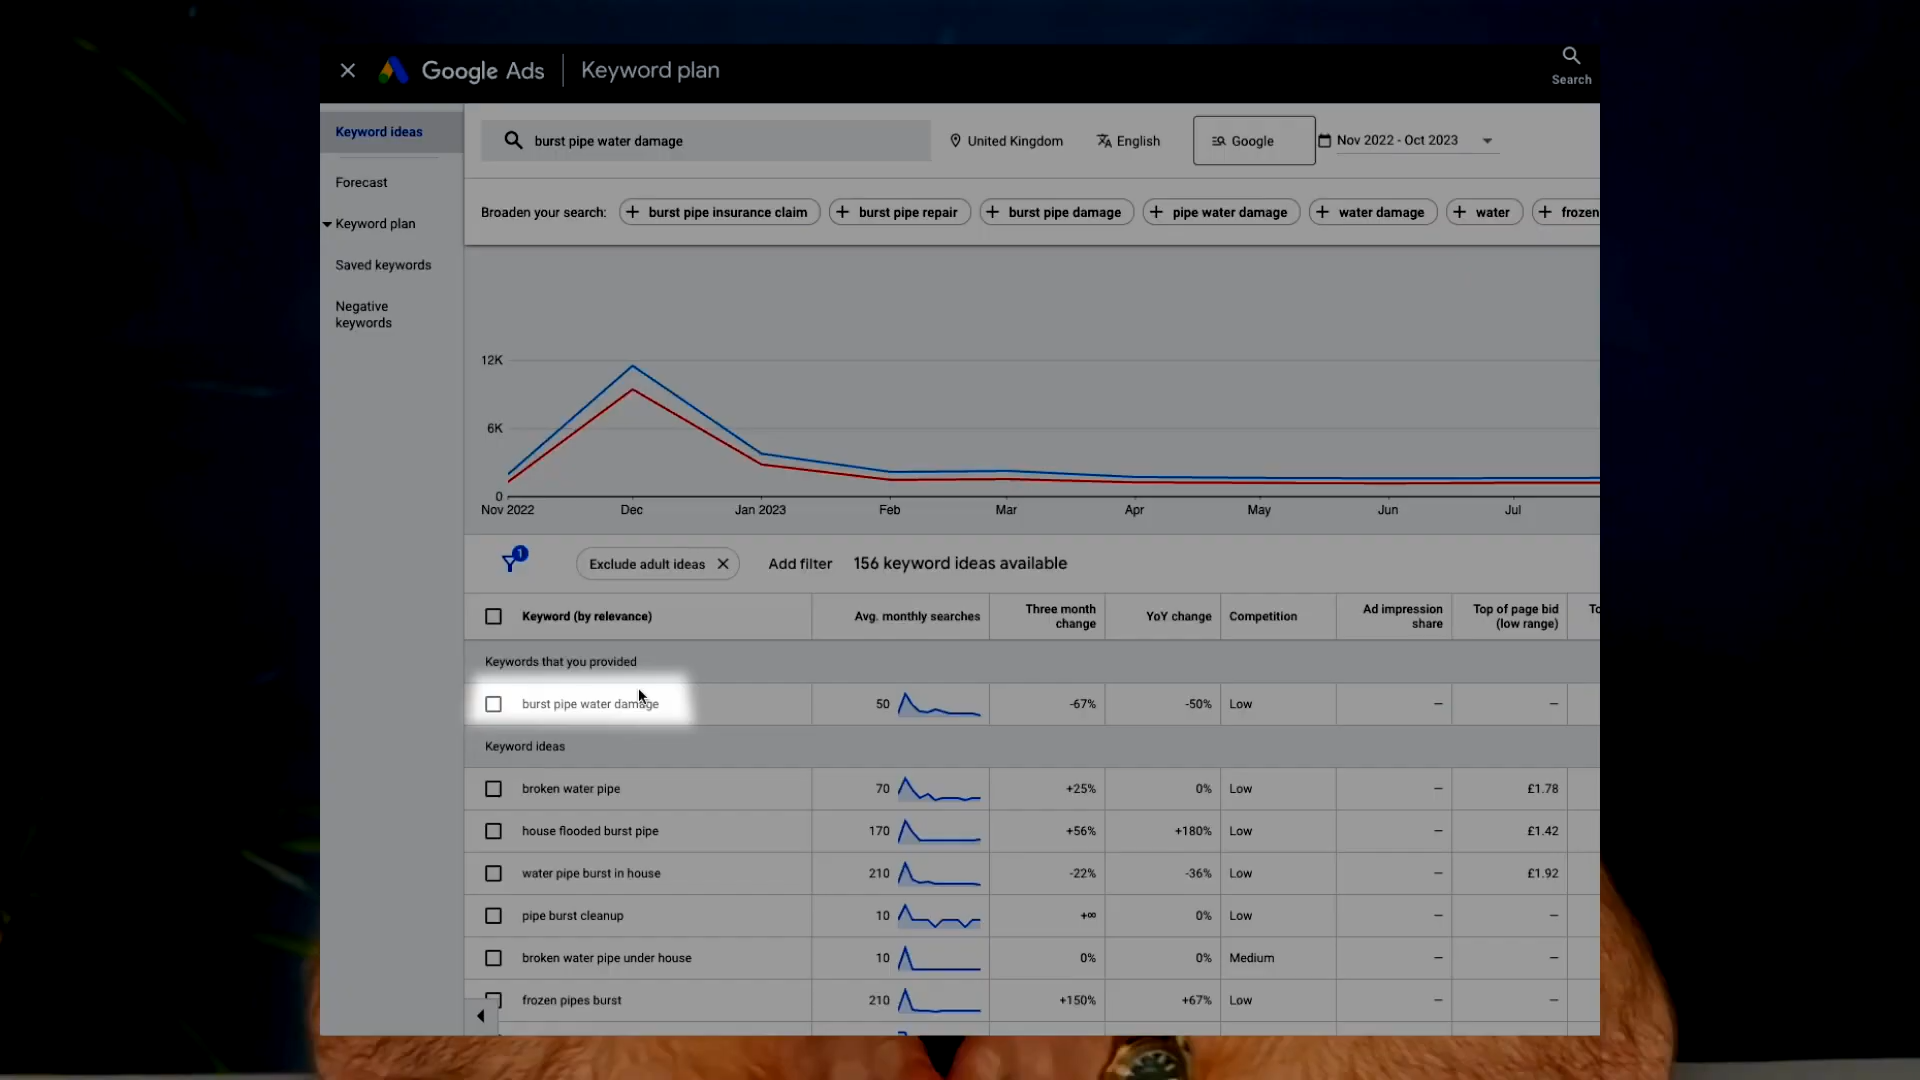 Google Ads | Keyword plan
Search
Keyword ideas
Forecast
Keyword plan
Saved keywords
Negative
keywords
burst pipe water damage
United Kingdom
English
Google
Nov 2022 - Oct 2023
Broaden your search:
+ burst pipe insurance claim
+ burst pipe repair
+ burst pipe damage
+ pipe water damage
+ water damage
+ water
+ frozen
12K
6K
0
Nov 2022 Dec Jan 2023 Feb Mar Apr May Jun Jul
1
Exclude adult ideas
Add filter
156 keyword ideas available
Keyword (by relevance) Avg. monthly searches Three month change YoY change Competition Ad impression share Top of page bid (low range) To
Keywords that you provided
burst pipe water damage 50 -67% -50% Low – –
Keyword ideas
broken water pipe 70 +25% 0% Low – £1.78
house flooded burst pipe 170 +56% +180% Low – £1.42
water pipe burst in house 210 -22% -36% Low – £1.92
pipe burst cleanup 10 +∞ 0% Low – –
broken water pipe under house 10 0% 0% Medium – –
frozen pipes burst 210 +150% +67% Low – –